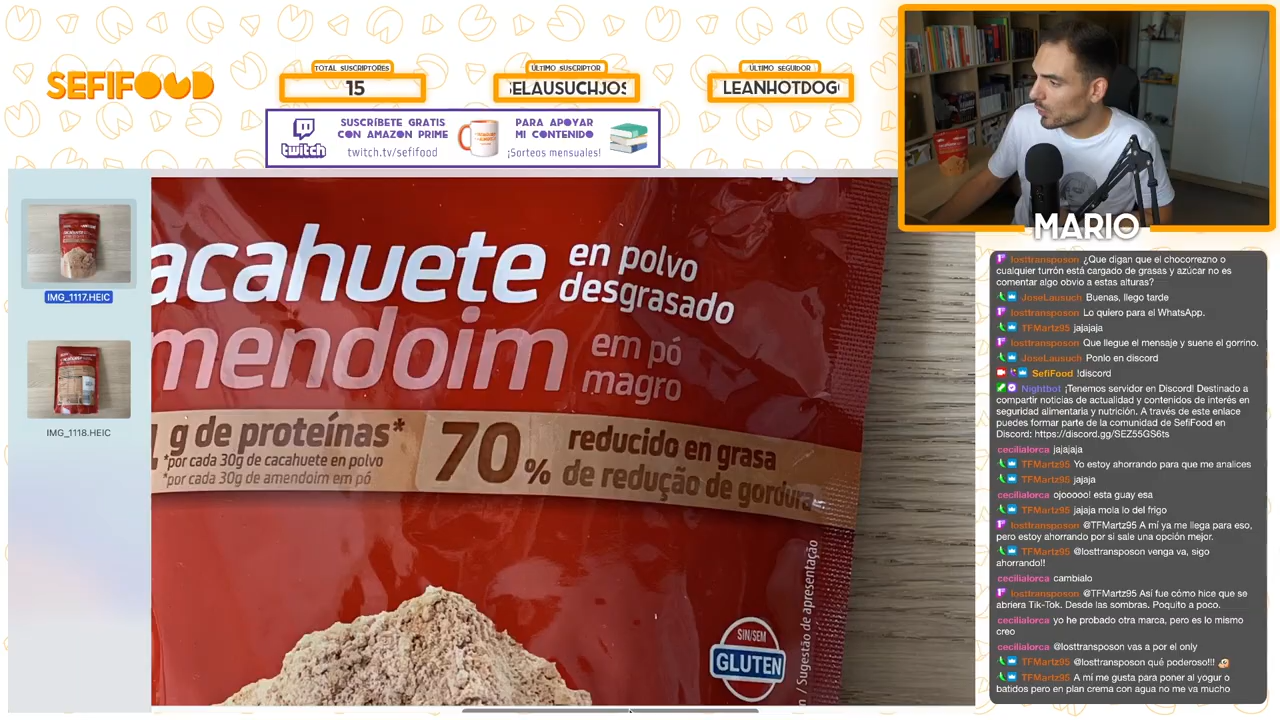 SEFIFOOD
TOTAL SUSCRIPTORES
15
ÚLTIMO SUSCRIPTOR
ELAUSUCHJOS
ÚLTIMO SEGUIDOR
LEANHOTDOG
twitch
SUSCRÍBETE GRATIS
CON AMAZON PRIME
twitch.tv/sefifood
PARA APOYAR
MI CONTENIDO
¡Sorteos mensuales!
MARIO
IMG_1117.HEIC
IMG_1118.HEIC
acahuete
en polvo
desgrasado
mendoim
em pó
magro
g de proteínas*
*por cada 30g de cacahuete en polvo
*por cada 30g de amendoim em pó
70%
reducido en grasa
de redução de gordura
SIN/SEM
GLUTEN
/ Sugestão de apresentação
losttransposon ¿Que digan que el chocorrezno o
cualquier turrón está cargado de grasas y azúcar no es
comentar algo obvio a estas alturas?
JoseLausuch Buenas, llego tarde
losttransposon Lo quiero para el WhatsApp.
TFMartz95 jajajaja
losttransposon Que llegue el mensaje y suene el gorrino.
JoseLausuch Ponlo en discord
SefiFood !discord
Nightbot ¡Tenemos servidor en Discord! Destinado a
compartir noticias de actualidad y contenidos de interés en
seguridad alimentaria y nutrición. A través de este enlace
puedes formar parte de la comunidad de SefiFood en
Discord: https://discord.gg/SEZ55GS6ts
cecilialorca jajajaja
TFMartz95 Yo estoy ahorrando para que me analices
TFMartz95 jajaja
cecilialorca ojooooo! esta guay esa
TFMartz95 jajaja mola lo del frigo
losttransposon @TFMartz95 A mí ya me llega para eso,
pero estoy ahorrando por si sale una opción mejor.
TFMartz95 @losttransposon venga va, sigo
ahorrando!!
cecilialorca cambialo
losttransposon @TFMartz95 Así fue cómo hice que se
abriera Tik-Tok. Desde las sombras. Poquito a poco.
cecilialorca yo he probado otra marca, pero es lo mismo
creo
cecilialorca @losttransposon vas a por el only
TFMartz95 @losttransposon qué poderoso!!!
TFMartz95 A mí me gusta para poner al yogur o
batidos pero en plan crema con agua no me va mucho